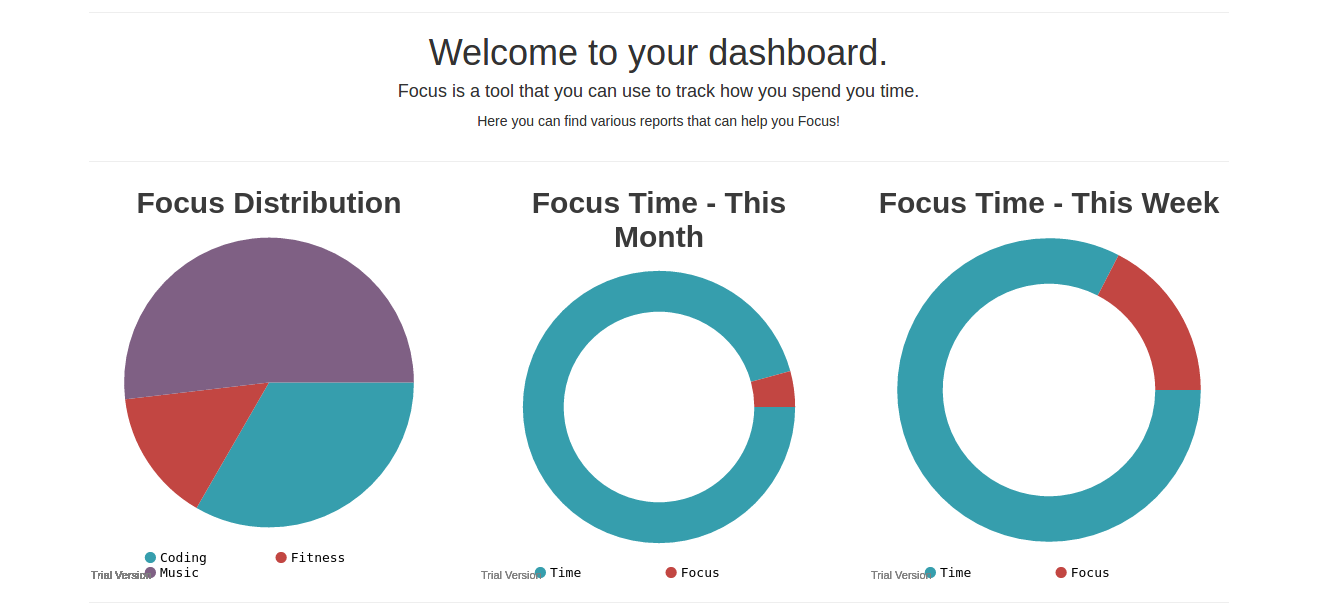 Welcome to your dashboard.
Focus is a tool that you can use to track how you spend you time.
Here you can find various reports that can help you Focus!
Focus Distribution
Focus Time - This
Month
Focus Time - This Week
Coding
Fitness
Trial Version
Music
Trial Version
Time
Focus
Trial Version
Time
Focus